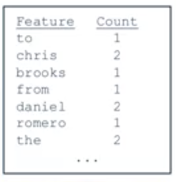 Feature Count
to 1
chris 2
brooks 1
from 1
daniel 2
romero 1
the 2
...